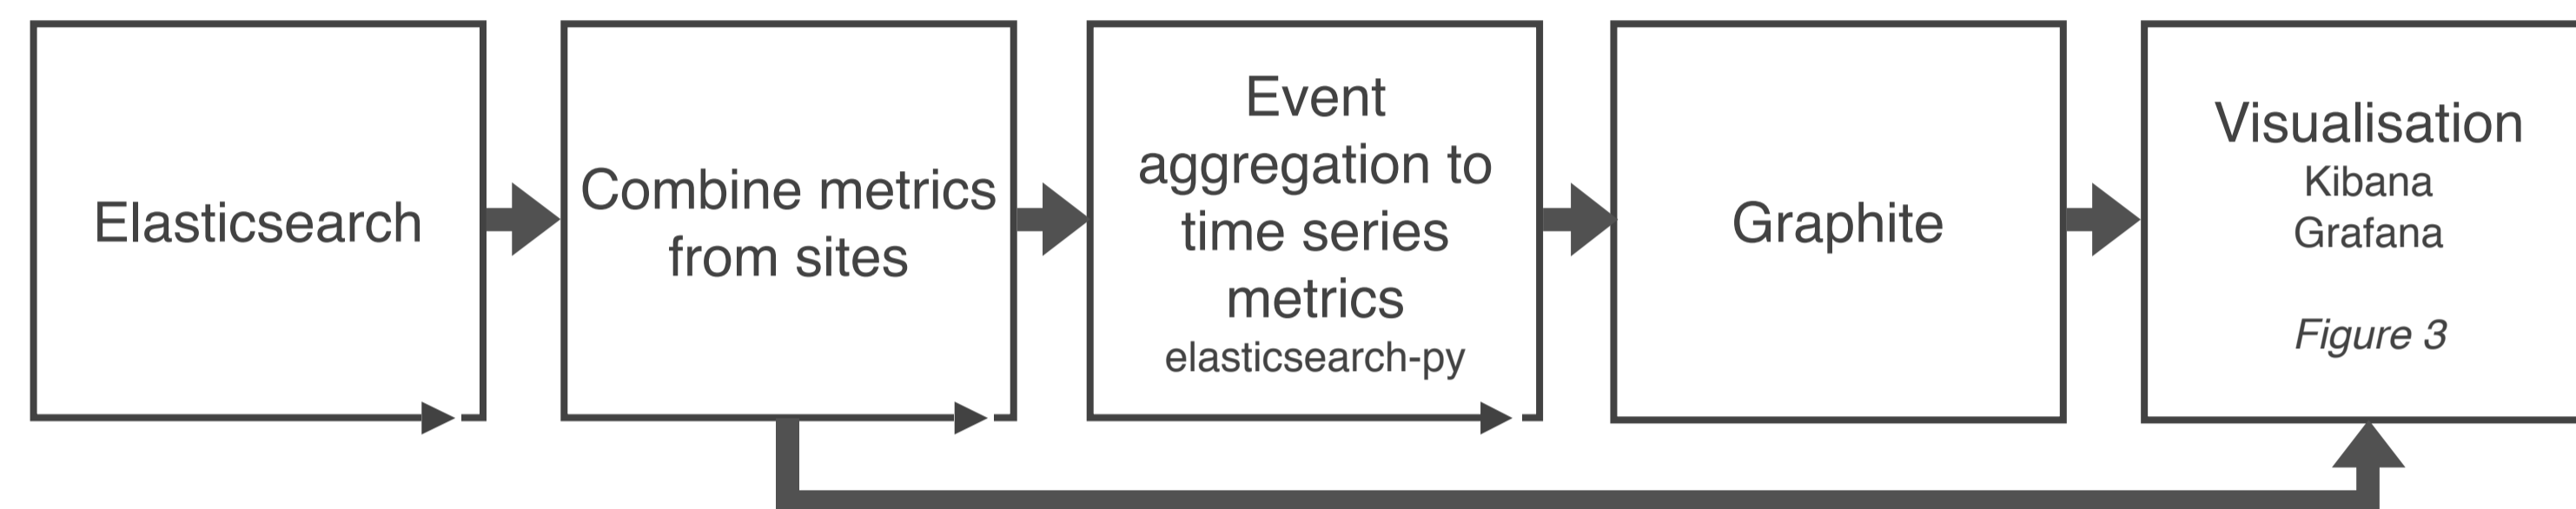 Elasticsearch
Combine metrics
from sites
Event
aggregation to
time series
metrics
elasticsearch-py
Graphite
Visualisation
Kibana
Grafana
Figure 3